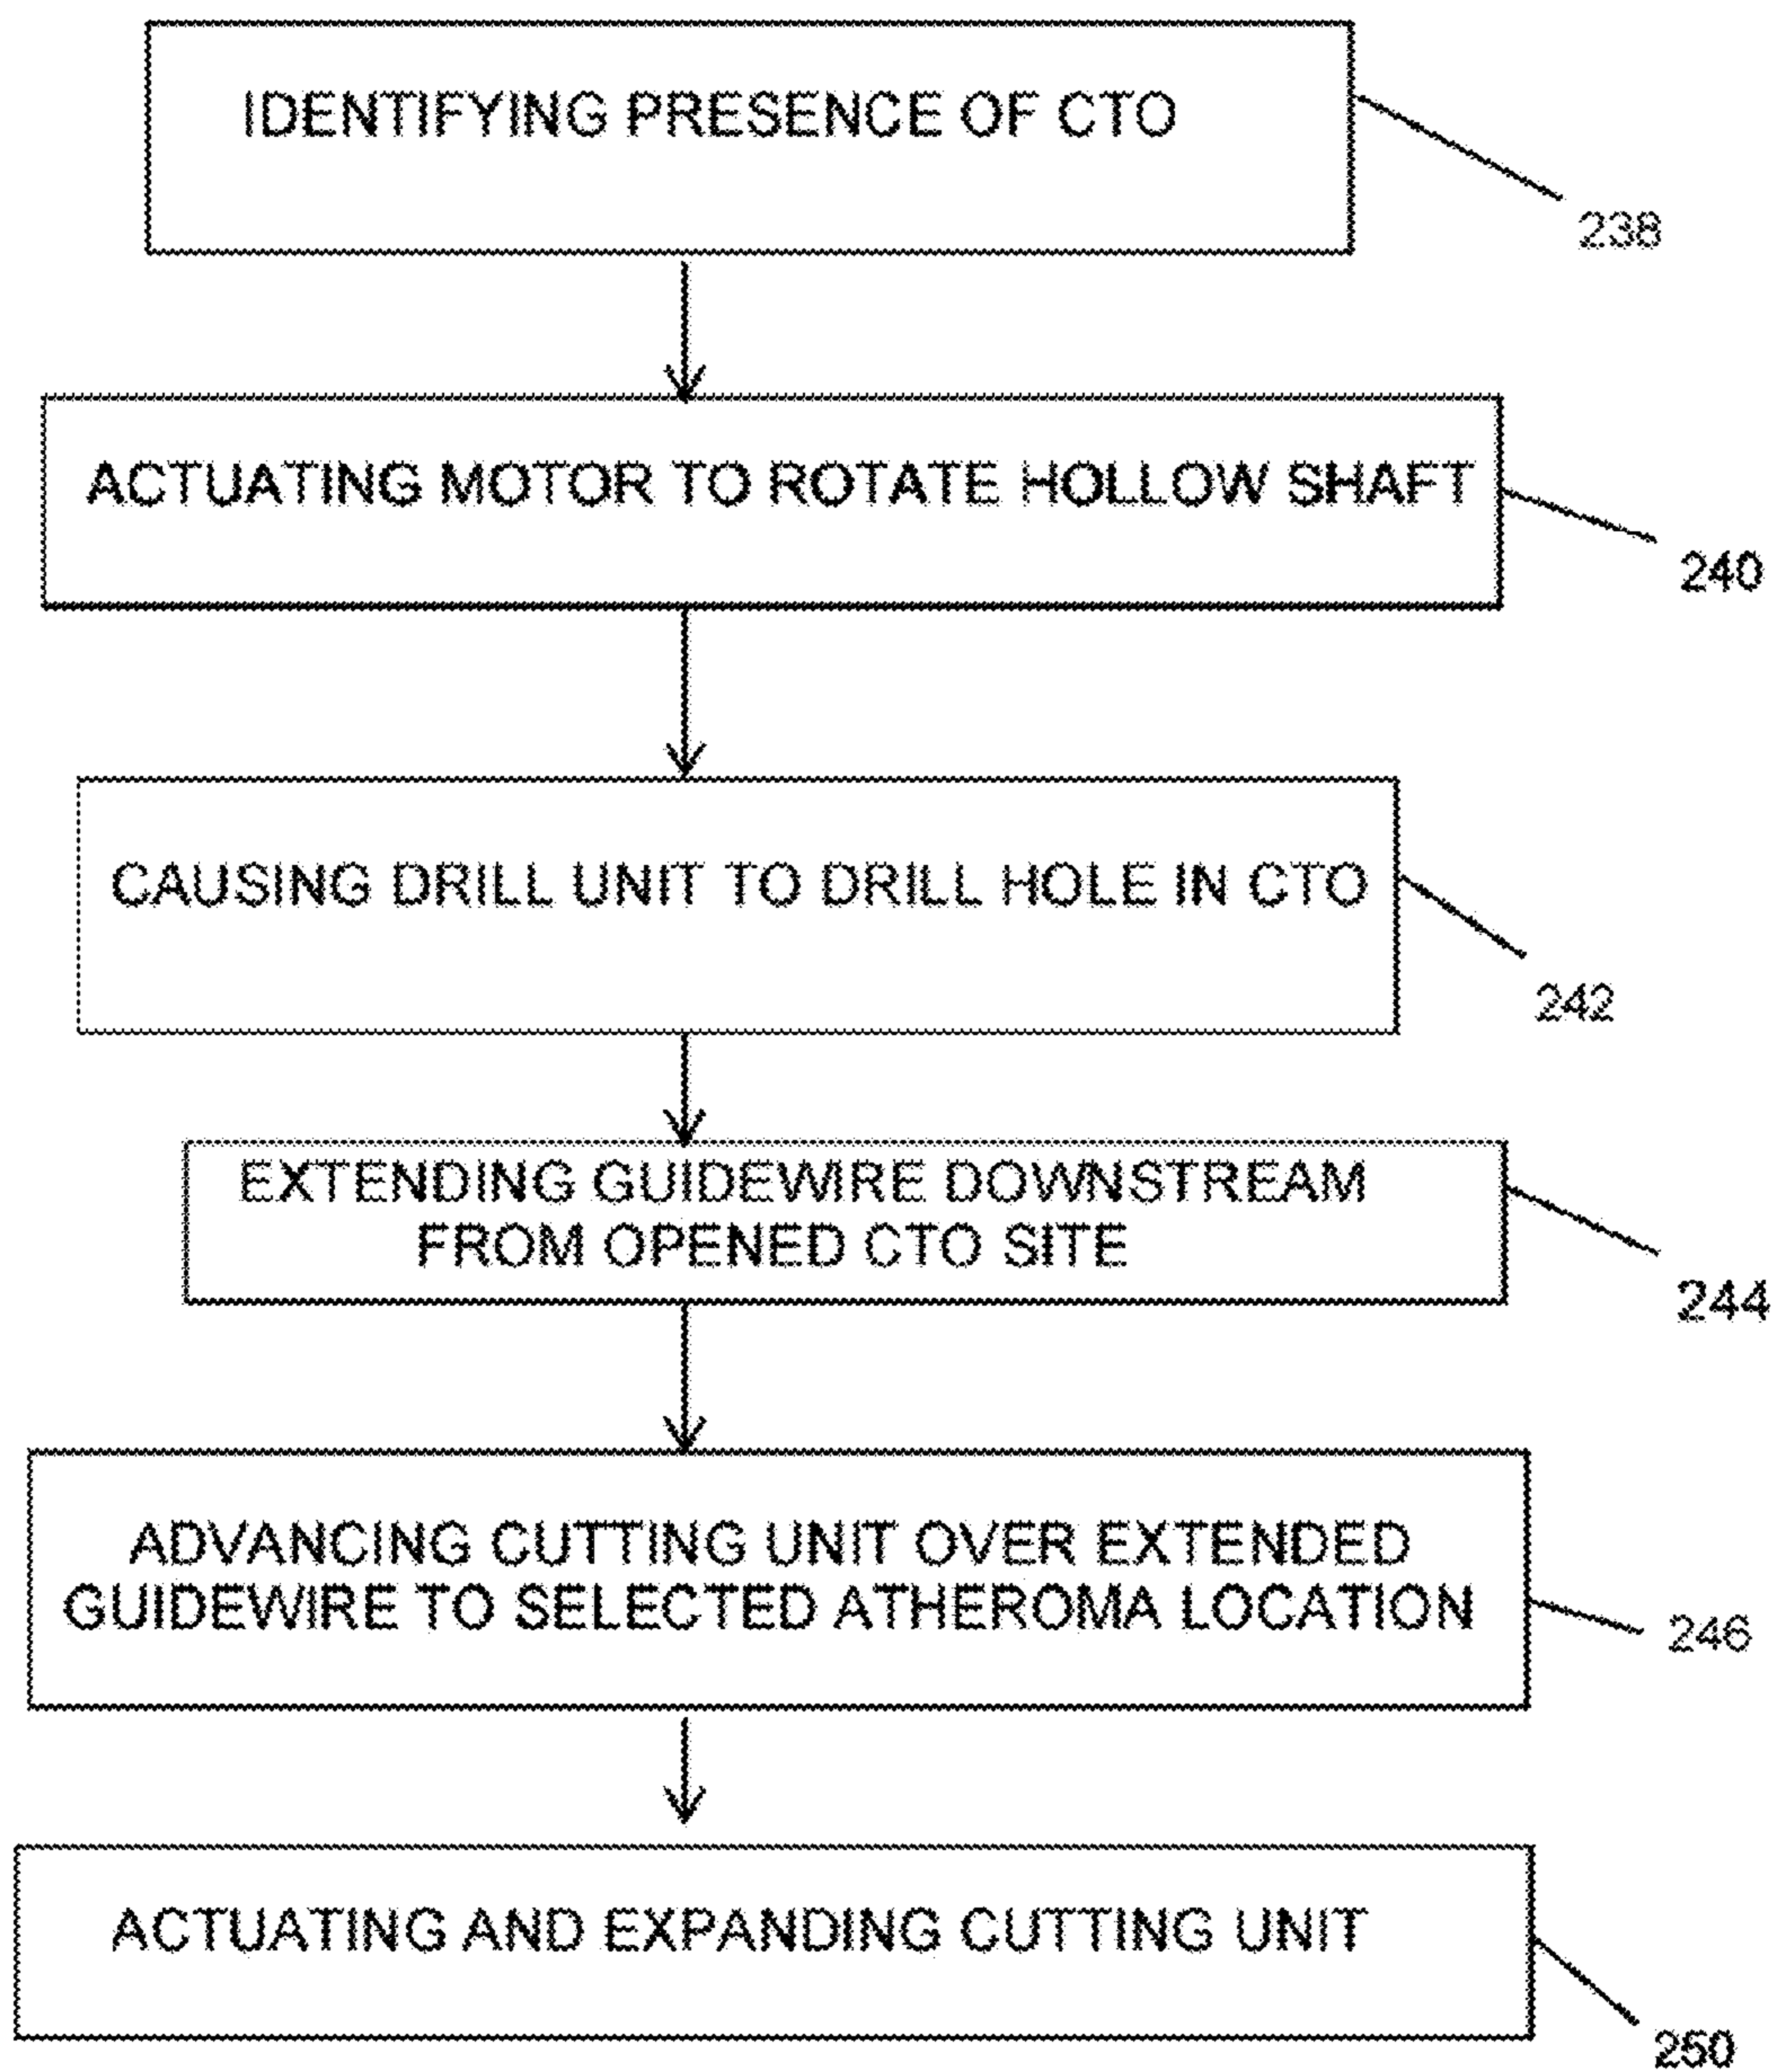 IDENTIFYING PRESENCE OF CTO
238
ACTUATING MOTOR TO ROTATE HOLLOW SHAFT
240
CAUSING DRILL UNIT TO DRILL HOLE IN CTO
242
EXTENDING GUIDEWIRE DOWNSTREAM
FROM OPENED CTO SITE
244
ADVANCING CUTTING UNIT OVER EXTENDED
GUIDEWIRE TO SELECTED ATHEROMA LOCATION
246
ACTUATING AND EXPANDING CUTTING UNIT
250